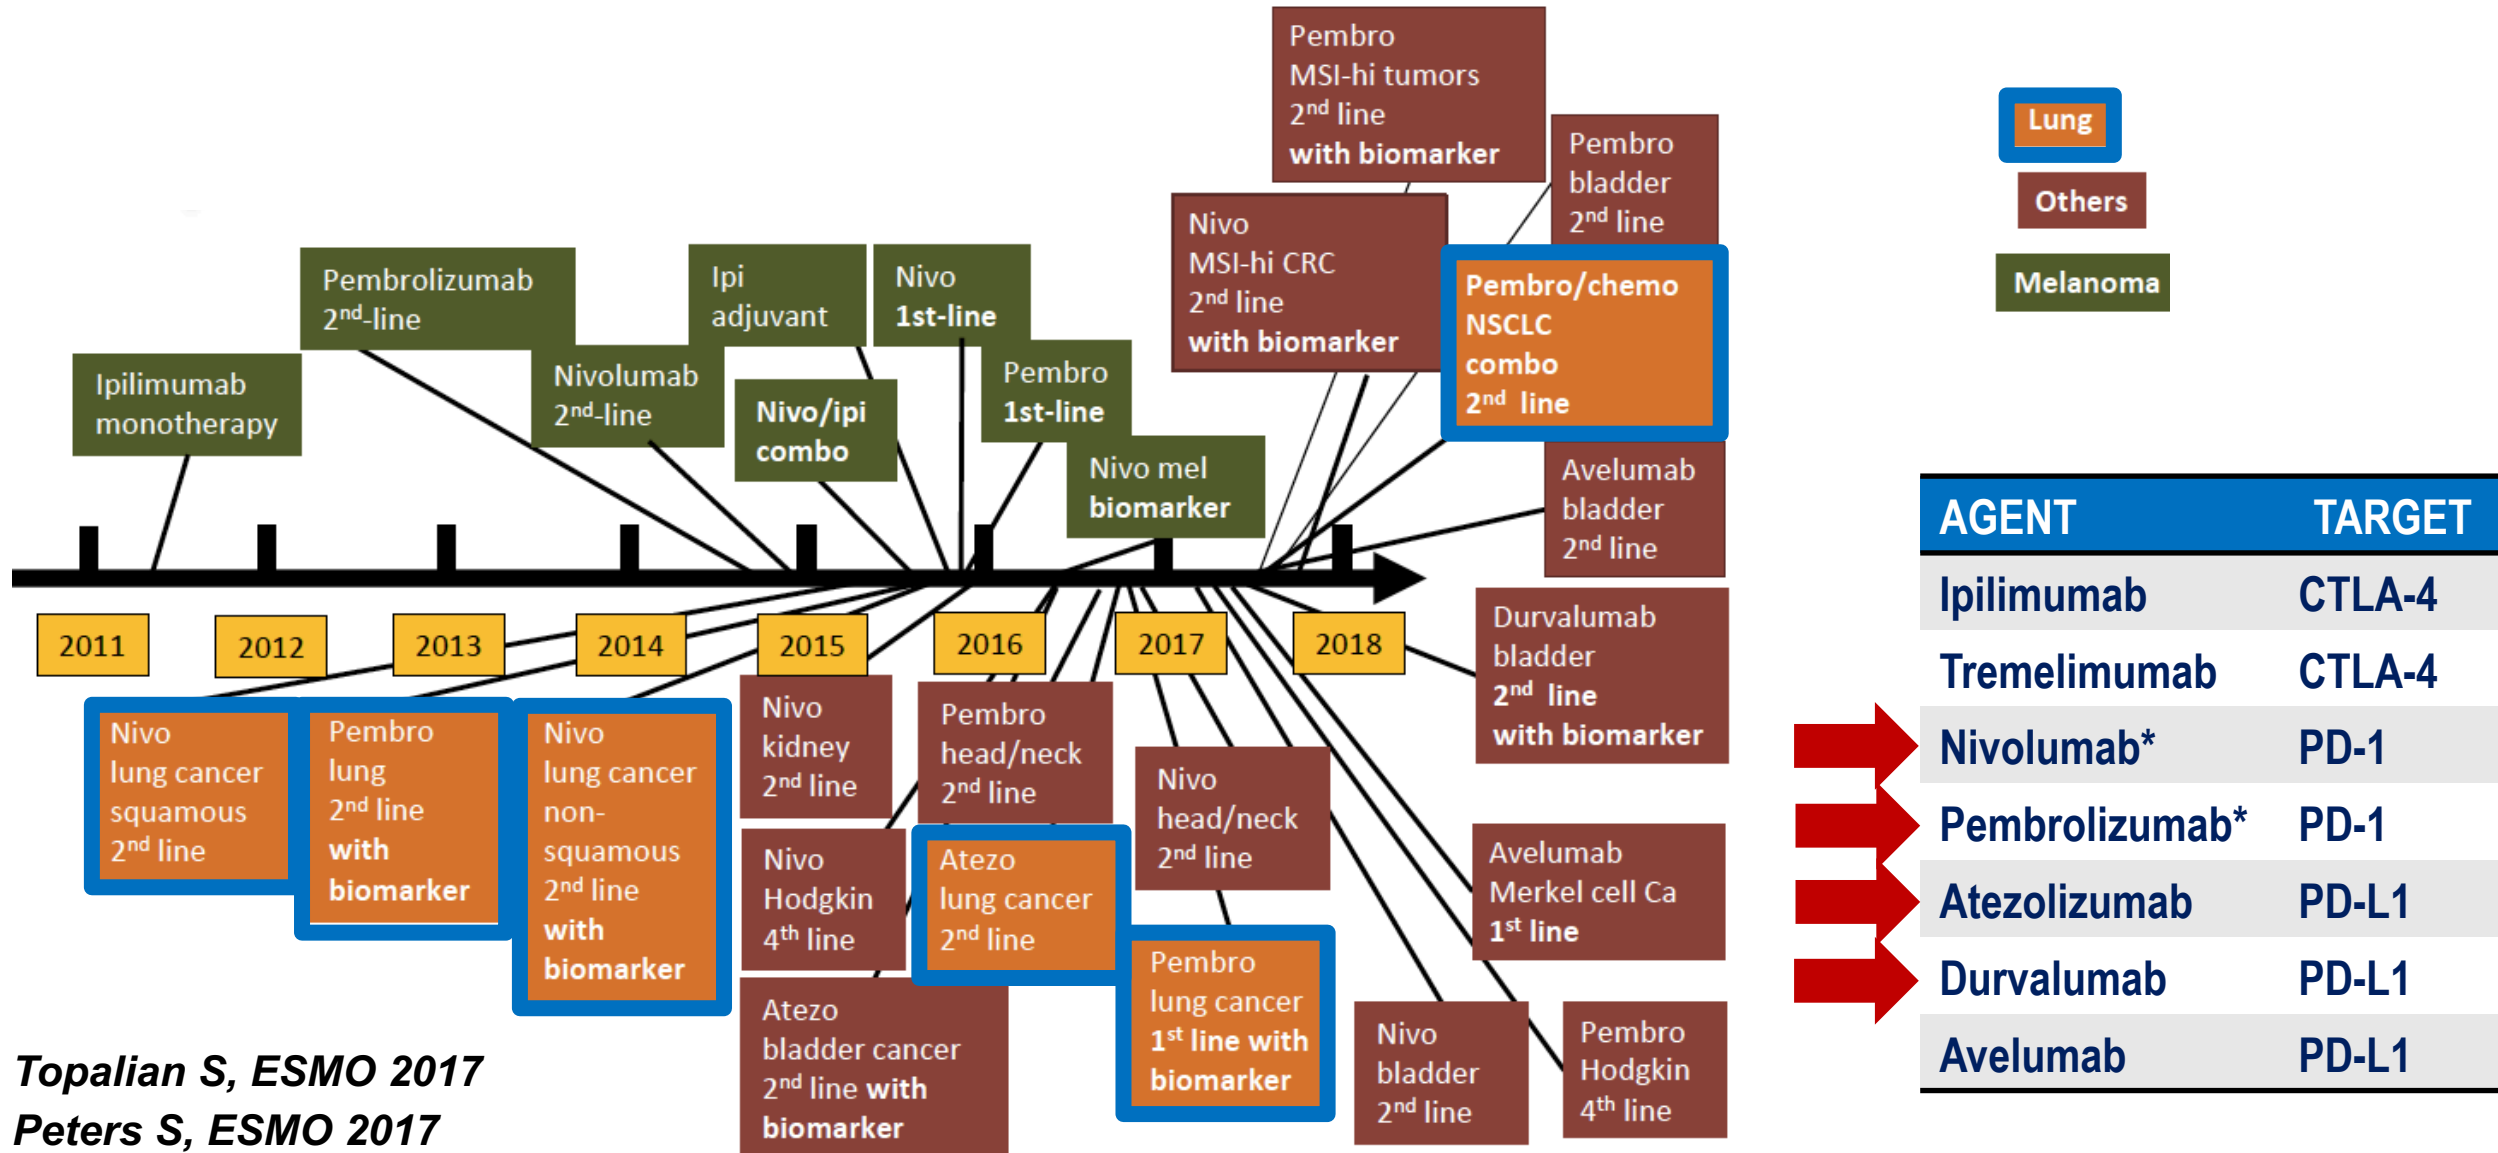 Pembro
MSI-hi tumors
2nd line
with biomarker
Pembro
bladder
2nd line
Nivo
MSI-hi CRC
2nd line
with biomarker
Pembro/chemo
NSCLC
combo
2nd line
Avelumab
bladder
2nd line
Ipilimumab
monotherapy
Pembrolizumab
2nd-line
Nivolumab
2nd-line
Ipi
adjuvant
Nivo/ipi
combo
Nivo
1st-line
Pembro
1st-line
Nivo mel
biomarker
2011
2012
2013
2014
2015
2016
2017
2018
Nivo
lung cancer
squamous
2nd line
Pembro
lung
2nd line
with
biomarker
Nivo
lung cancer
non-
squamous
2nd line
with
biomarker
Nivo
kidney
2nd line
Nivo
Hodgkin
4th line
Atezo
bladder cancer
2nd line with
biomarker
Pembro
head/neck
2nd line
Atezo
lung cancer
2nd line
Nivo
head/neck
2nd line
Pembro
lung cancer
1st line with
biomarker
Durvalumab
bladder
2nd line
with biomarker
Avelumab
Merkel cell Ca
1st line
Nivo
bladder
2nd line
Pembro
Hodgkin
4th line
Lung
Others
Melanoma
AGENT TARGET
Ipilimumab CTLA-4
Tremelimumab CTLA-4
Nivolumab* PD-1
Pembrolizumab* PD-1
Atezolizumab PD-L1
Durvalumab PD-L1
Avelumab PD-L1
Topalian S, ESMO 2017
Peters S, ESMO 2017